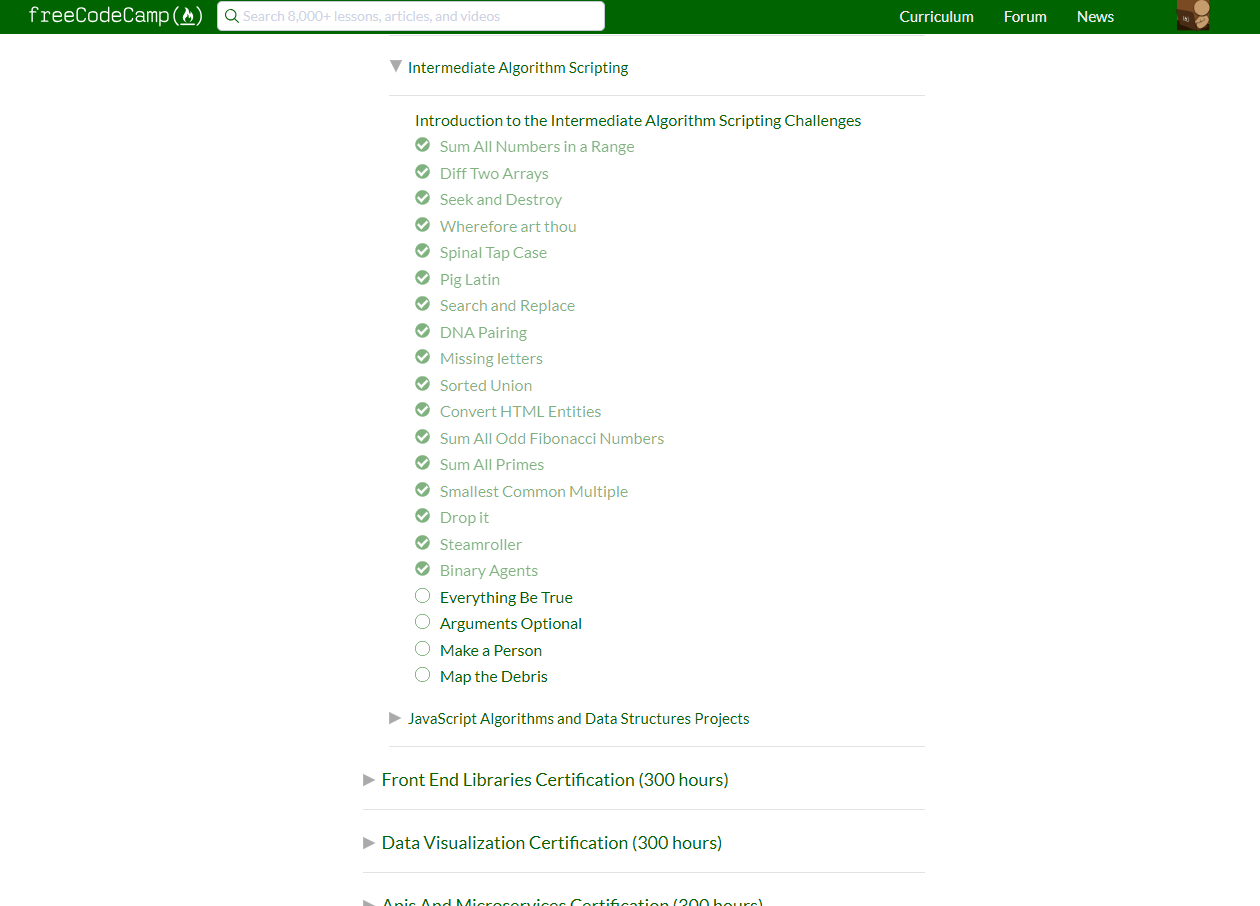 freeCodeCamp
Search 8,000+ lessons, articles, and videos
Curriculum
Forum
News
Intermediate Algorithm Scripting
Introduction to the Intermediate Algorithm Scripting Challenges
Sum All Numbers in a Range
Diff Two Arrays
Seek and Destroy
Wherefore art thou
Spinal Tap Case
Pig Latin
Search and Replace
DNA Pairing
Missing letters
Sorted Union
Convert HTML Entities
Sum All Odd Fibonacci Numbers
Sum All Primes
Smallest Common Multiple
Drop it
Steamroller
Binary Agents
Everything Be True
Arguments Optional
Make a Person
Map the Debris
JavaScript Algorithms and Data Structures Projects
Front End Libraries Certification (300 hours)
Data Visualization Certification (300 hours)
Apis And Microservices Certification (300 hours)